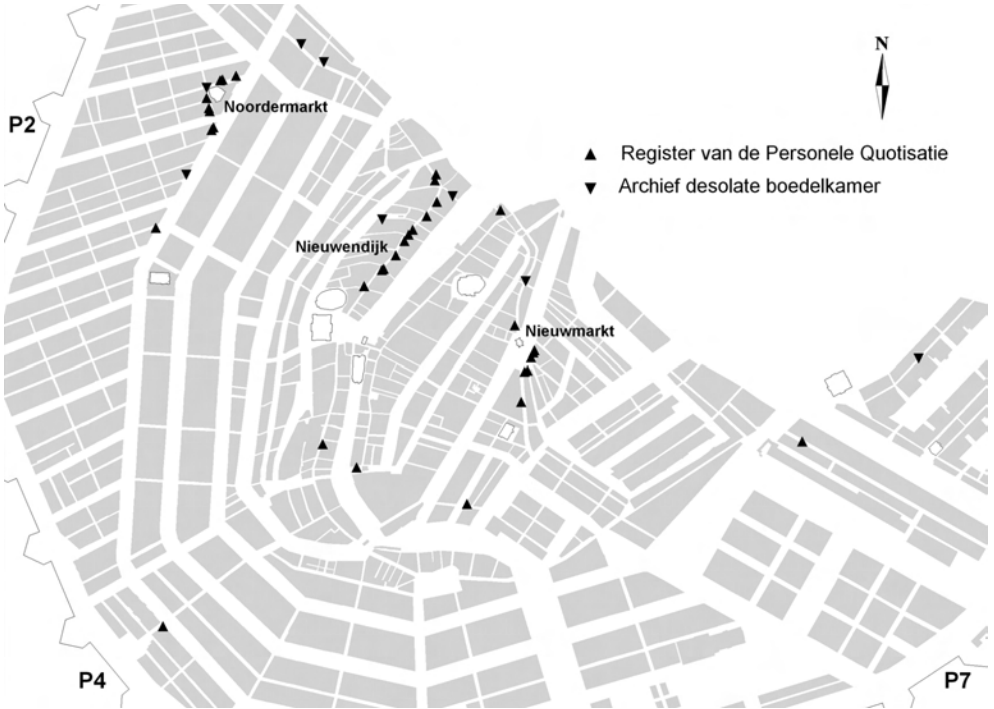 N
Noordermarkt
P2
▲ Register van de Personele Quotisatie
▼ Archief desolate boedelkamer
Nieuwendijk
Nieuwmarkt
P4
P7